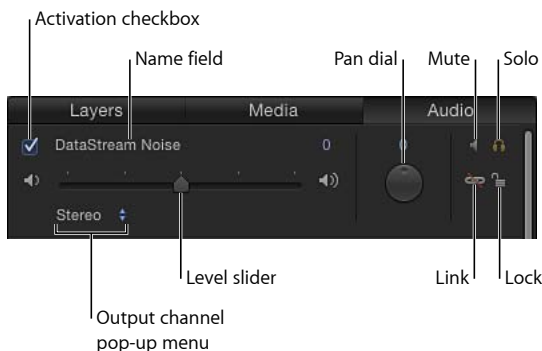 Activation checkbox
Name field
Pan dial
Mute
Solo
Layers
Media
Audio
DataStream Noise
0
0
Stereo
Level slider
Link
Lock
Output channel
pop-up menu